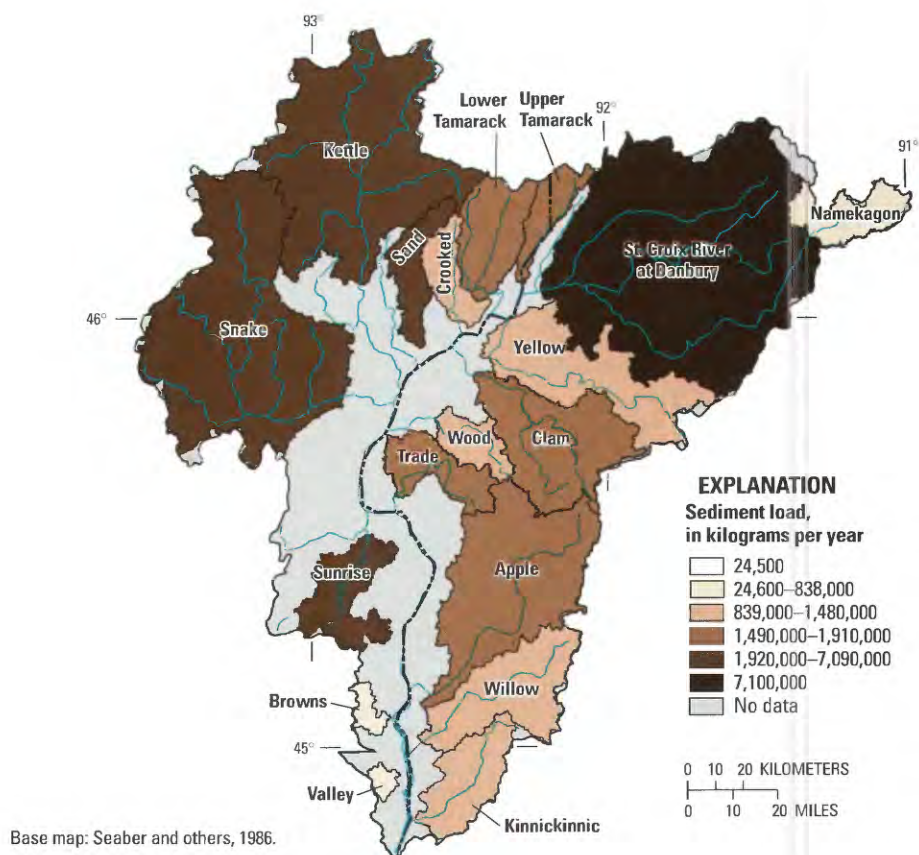 93°
Lower
Tamarack
Upper
Tamarack
92°
91°
Kettle
Namekagon
Sand
Crooked
St. Croix River
at Danbury
46°
Snake
Yellow
Wood
Clam
Trade
EXPLANATION
Sediment load,
in kilograms per year
24,500
24,600–838,000
839,000–1,480,000
1,490,000–1,910,000
1,920,000–7,090,000
7,100,000
No data
Sunrise
Apple
Willow
Browns
45°
Valley
Kinnickinnic
0 10 20 KILOMETERS
0 10 20 MILES
Base map: Seaber and others, 1986.